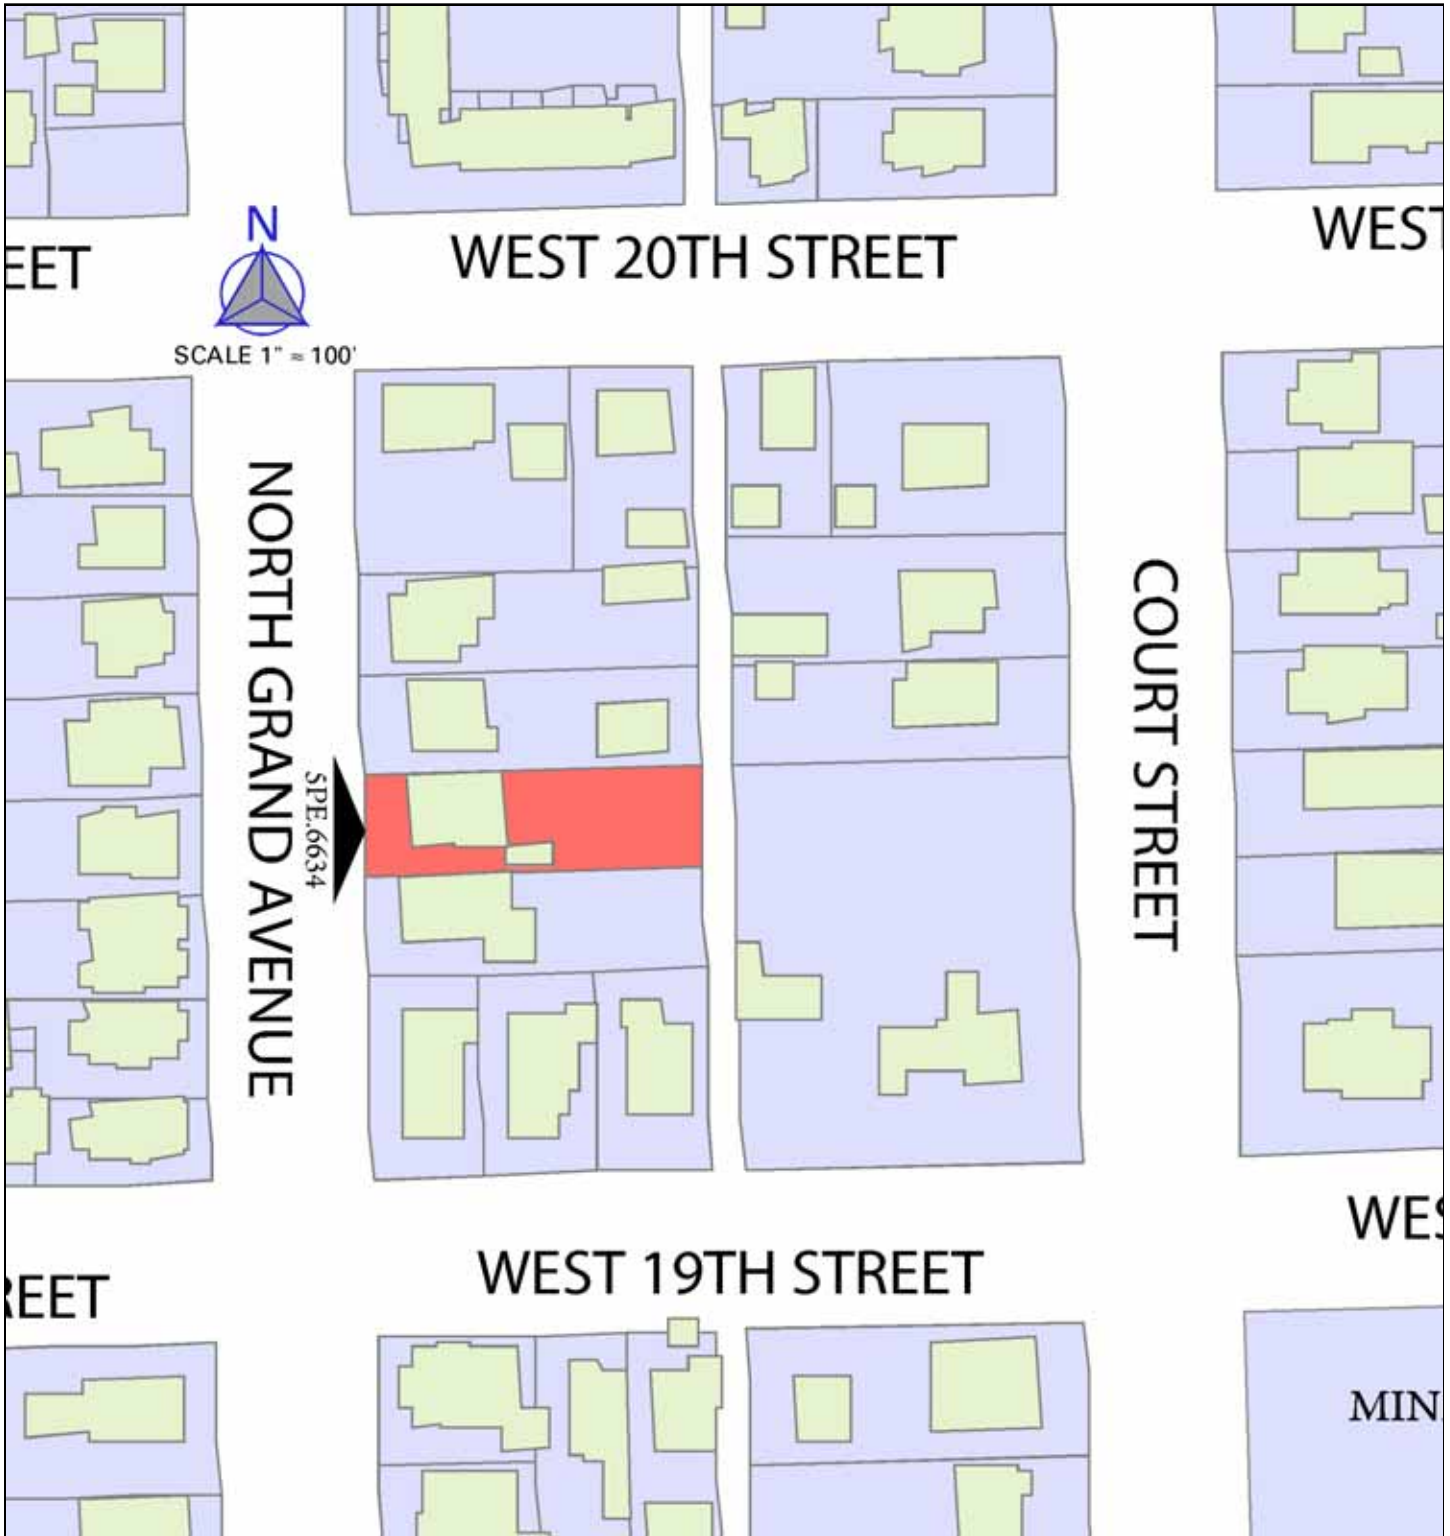 WEST
N
WEST 20TH STREET
EET
SCALE 1" ≈ 100'
NORTH GRAND AVENUE
COURT STREET
SPE.6634
WES
WEST 19TH STREET
REET
MIN